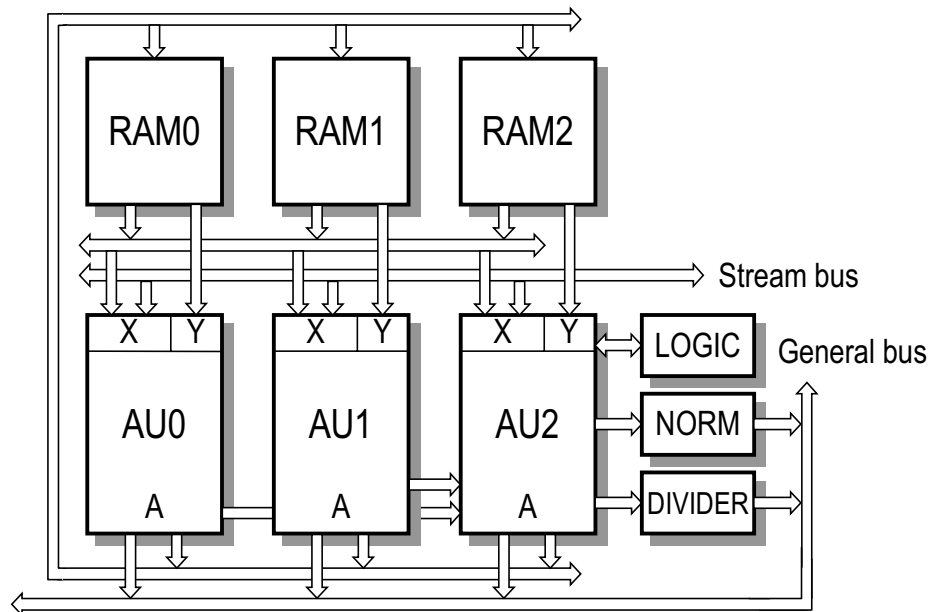 RAM0 RAM1 RAM2
Stream bus
X Y X Y X Y LOGIC
General bus
AU0 AU1 AU2 NORM
A A A DIVIDER